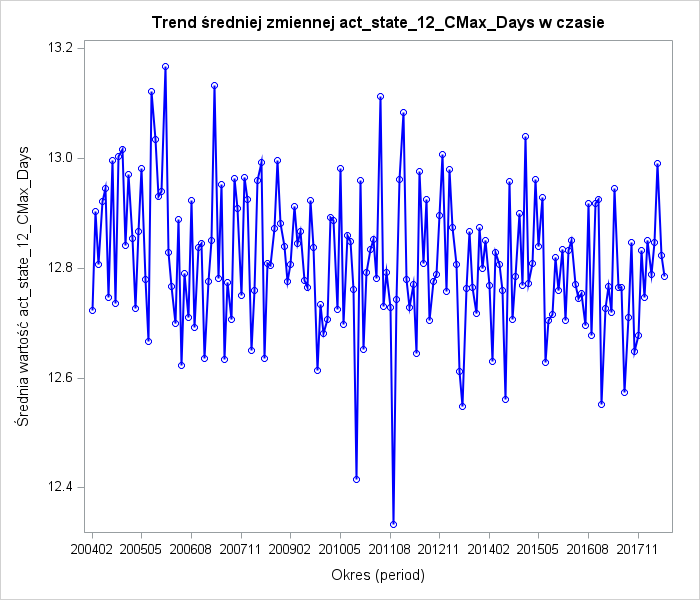 Trend średniej zmiennej act_state_12_CMax_Days w czasie
Średnia wartość act_state_12_CMax_Days
13.2
13.0
12.8
12.6
12.4
200402 200505 200608 200711 200902 201005 201108 201211 201402 201505 201608 201711
Okres (period)